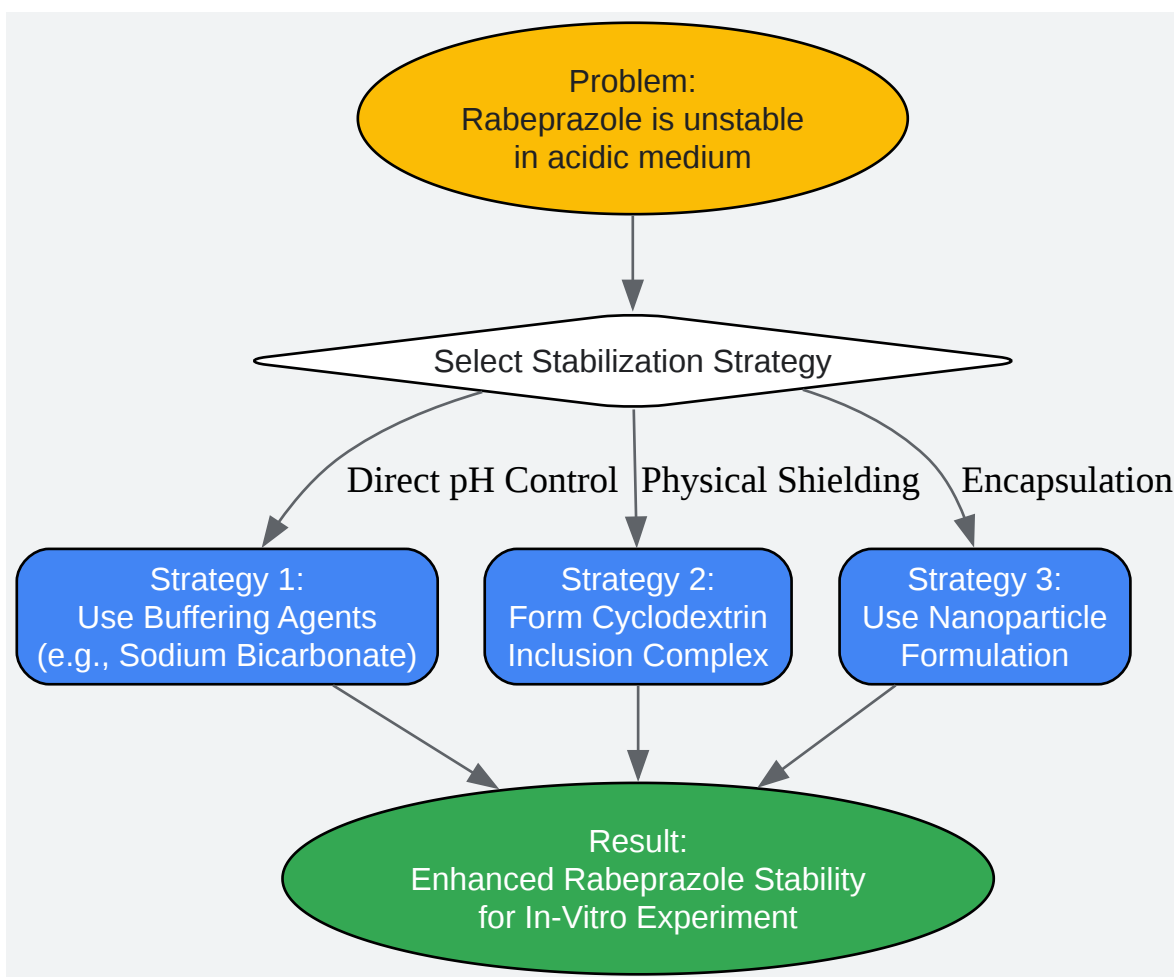 Problem:
Rabeprazole is unstable
in acidic medium
Select Stabilization Strategy
Direct pH Control
Physical Shielding
Encapsulation
Strategy 1:
Use Buffering Agents
(e.g., Sodium Bicarbonate)
Strategy 2:
Form Cyclodextrin
Inclusion Complex
Strategy 3:
Use Nanoparticle
Formulation
Result:
Enhanced Rabeprazole Stability
for In-Vitro Experiment